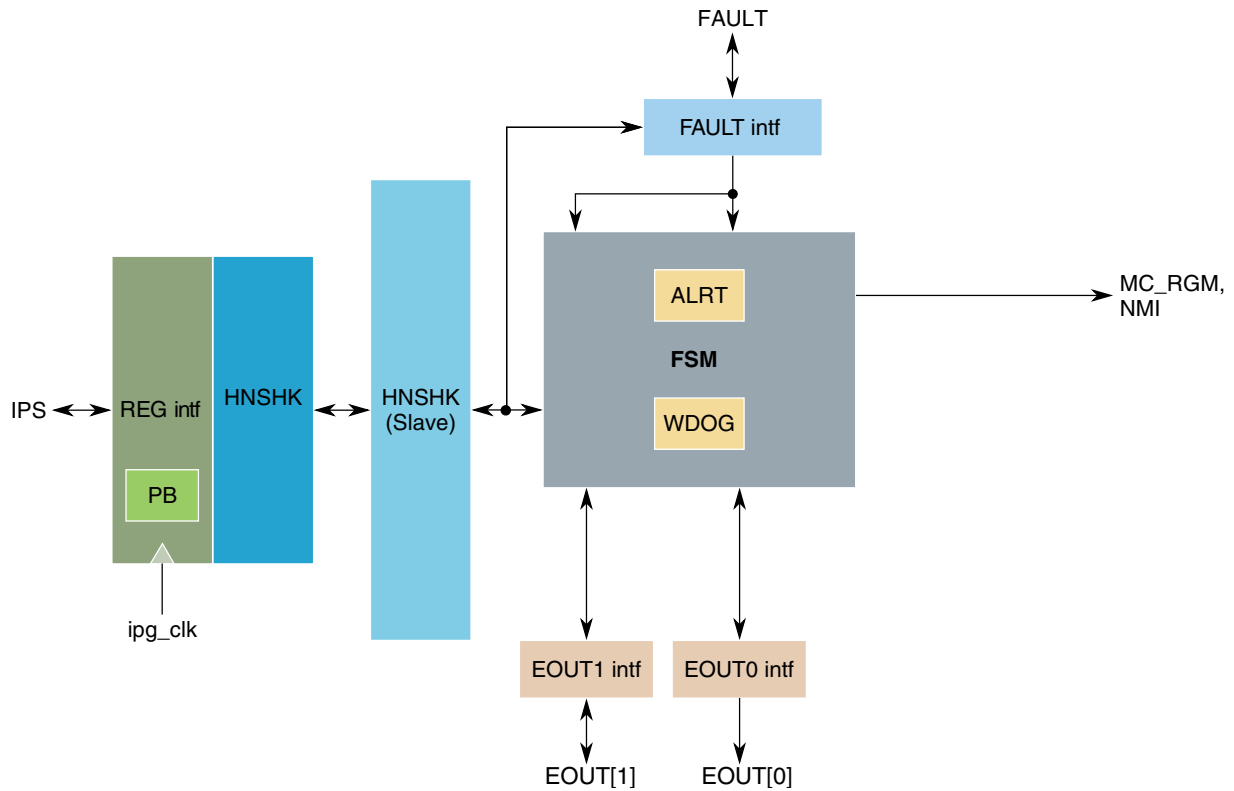 FAULT
FAULT intf
ALRT
MC_RGM,
NMI
FSM
IPS
REG intf
HNSHK
HNSHK
(Slave)
WDOG
PB
ipg_clk
EOUT1 intf
EOUT0 intf
EOUT[1]
EOUT[0]